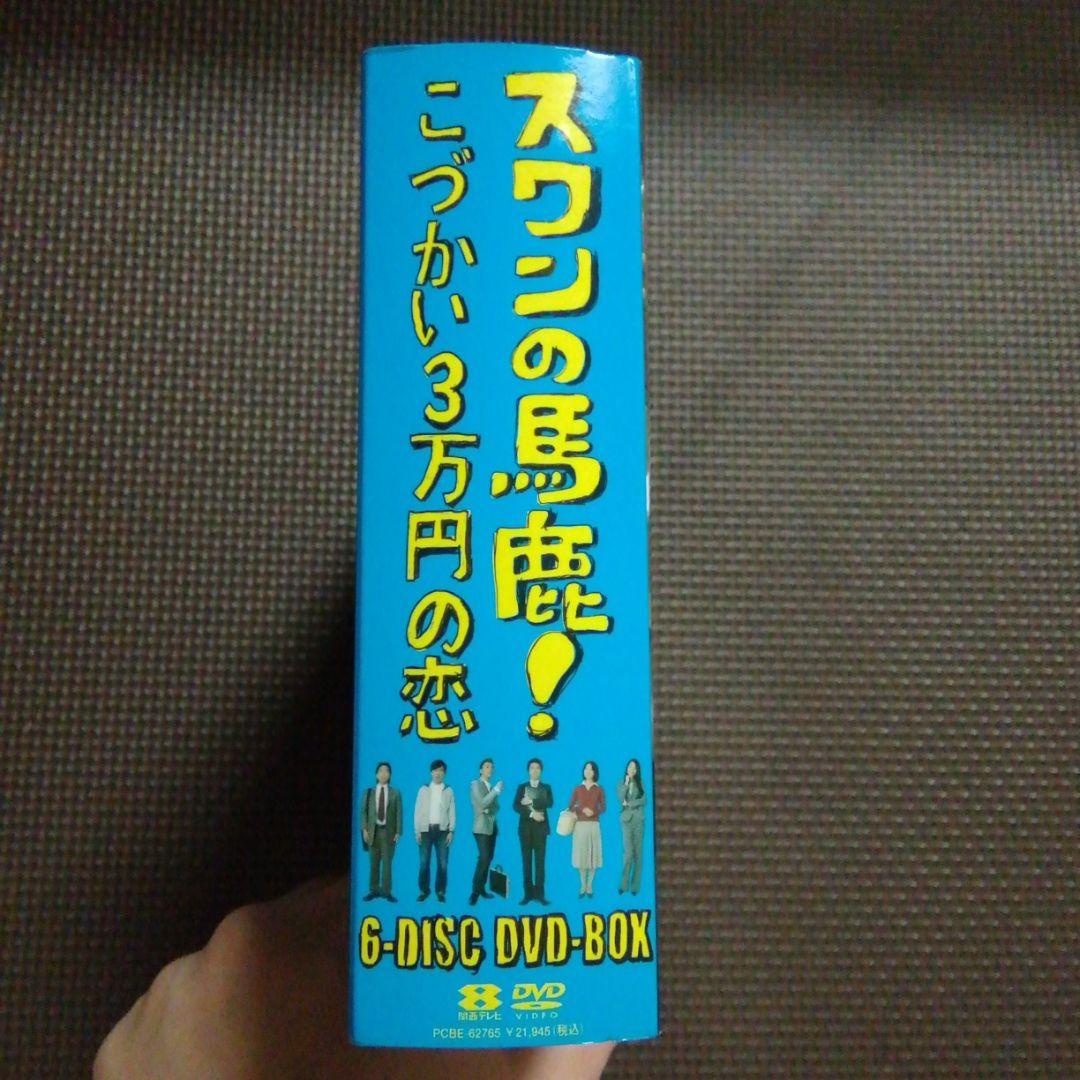 スワンの馬鹿!
こづかい3万円の恋
6-DISC DVD-BOX
関西テレビ
DVD
VIDEO
PCBE-62765 ¥21,945(税込)